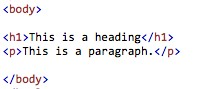 <body>
<h1>This is a heading</h1>
<p>This is a paragraph.</p>
</body>